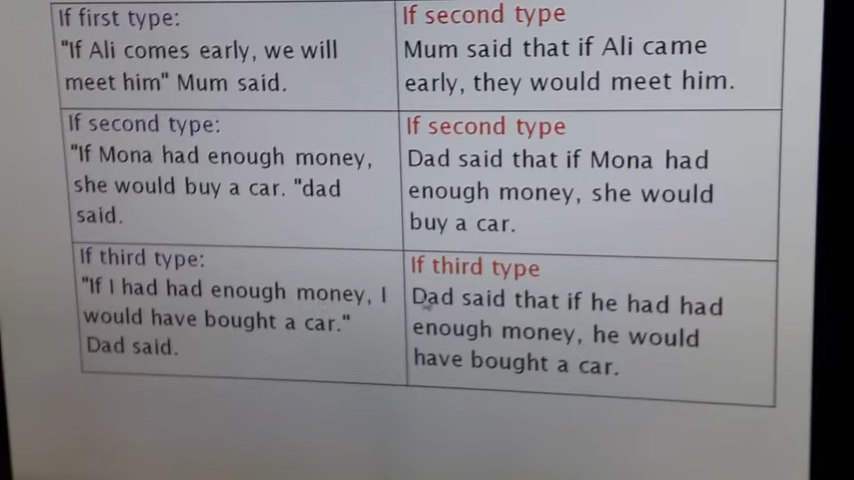 If first type:
"If Ali comes early, we will
meet him" Mum said.
If second type
Mum said that if Ali came
early, they would meet him.
If second type:
"If Mona had enough money,
she would buy a car. "dad
said.
If second type
Dad said that if Mona had
enough money, she would
buy a car.
If third type:
"If I had had enough money, I
would have bought a car."
Dad said.
If third type
Dad said that if he had had
enough money, he would
have bought a car.